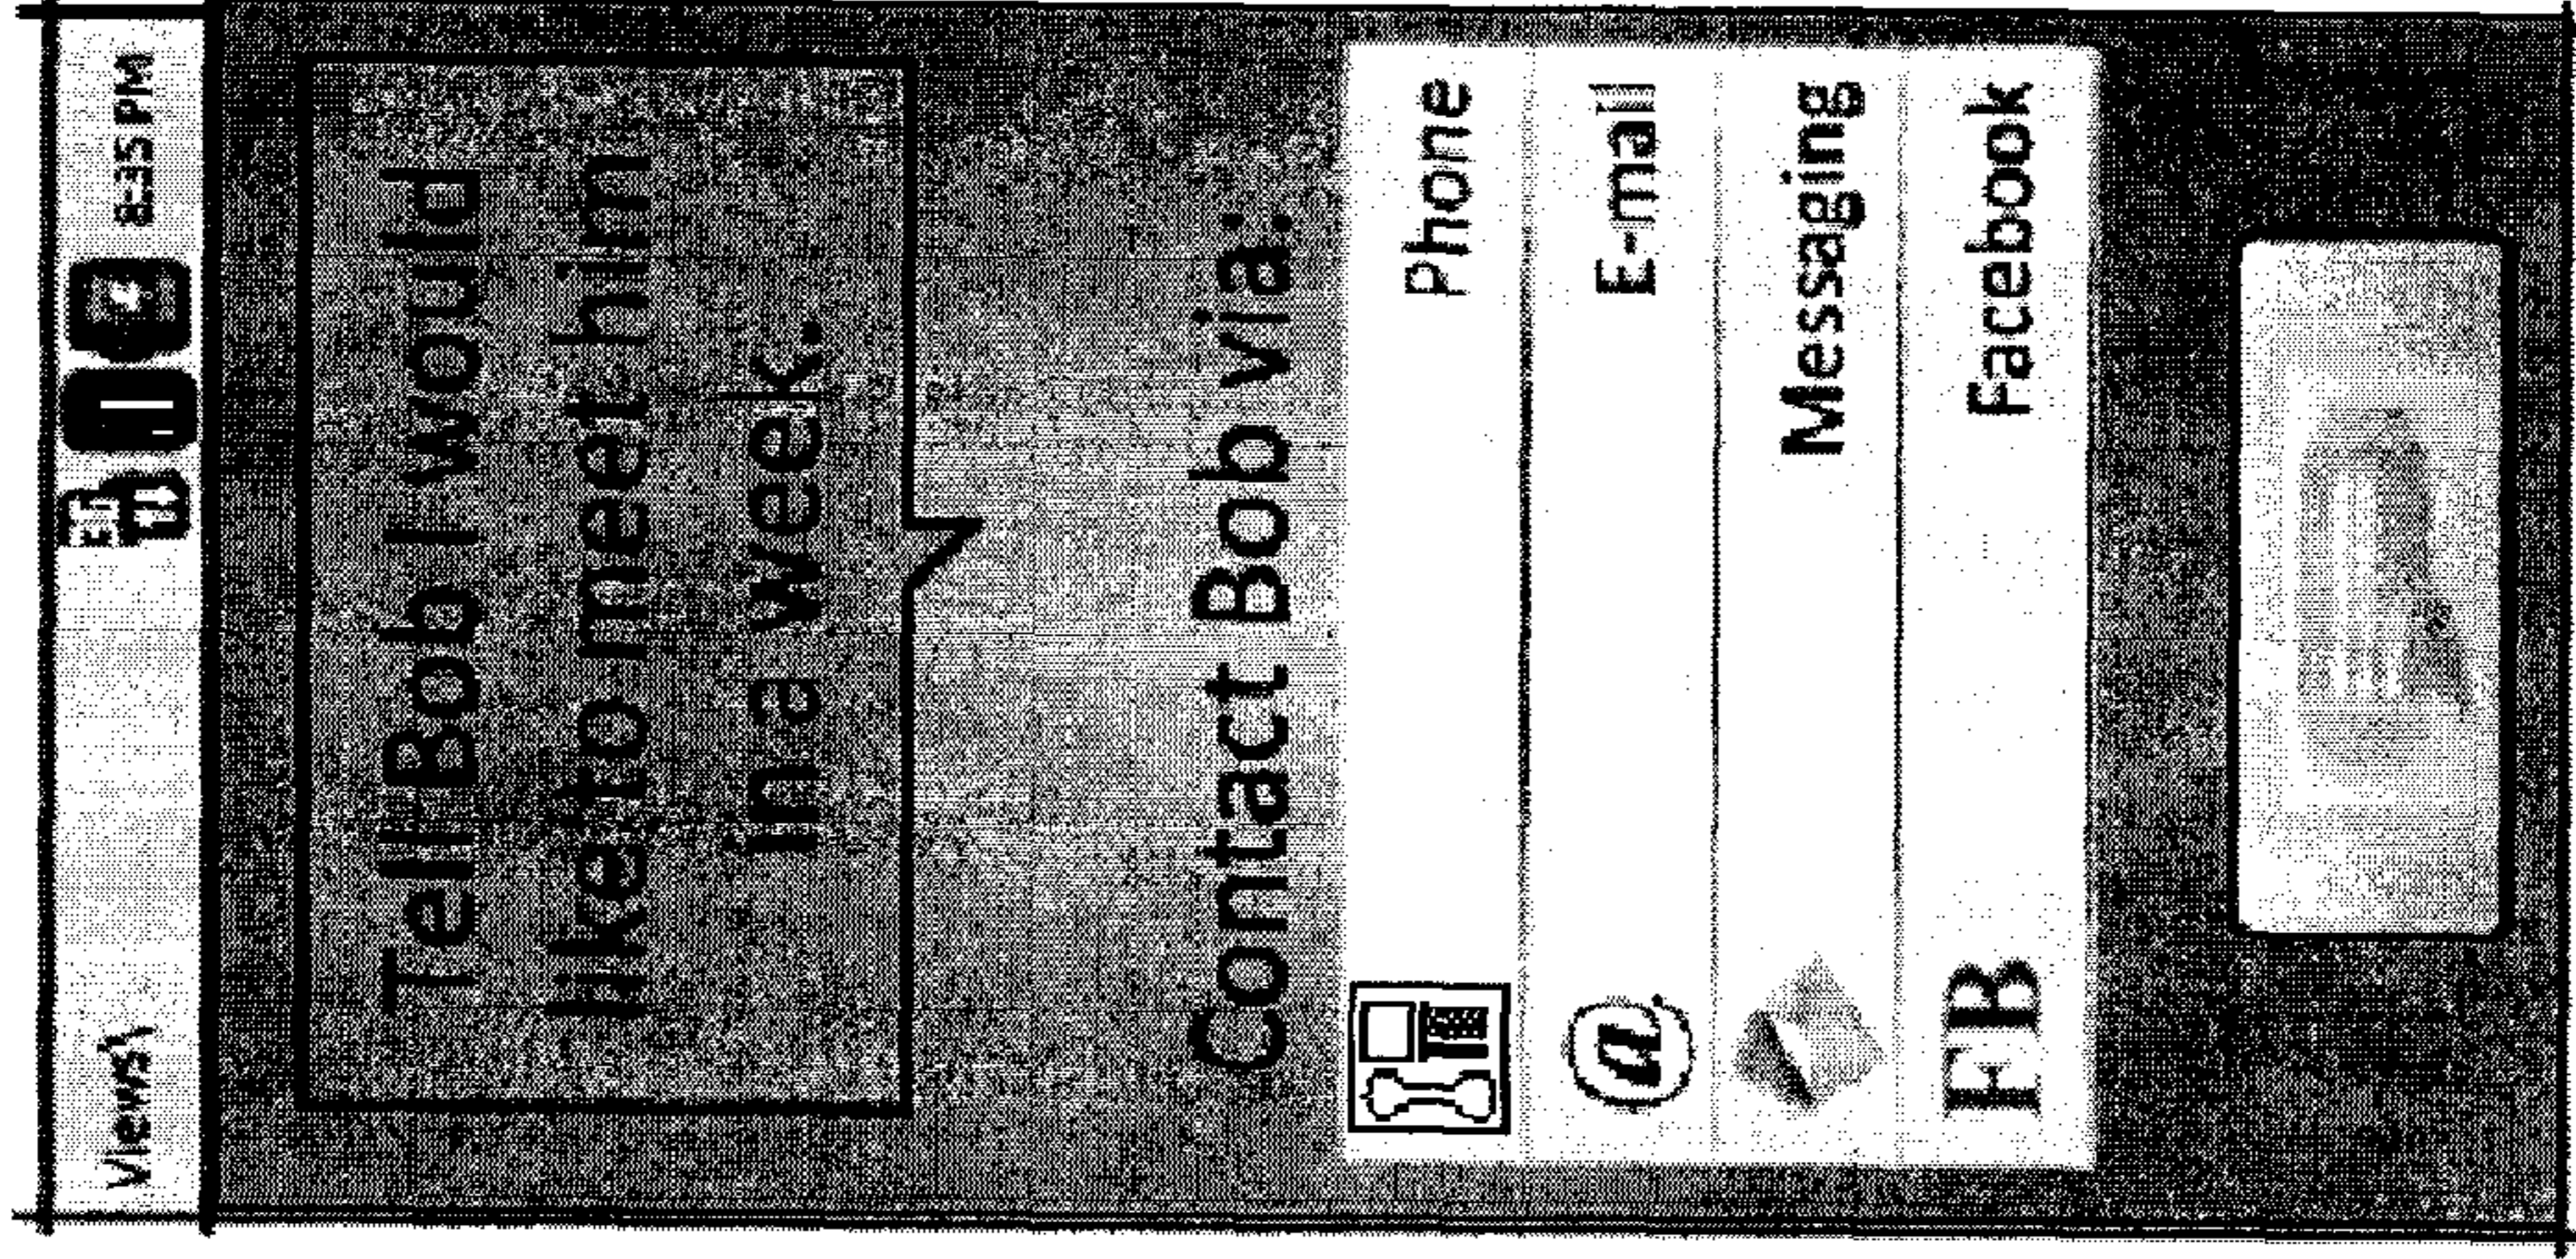 8:35 PM
Tell Bob I would
like to meet him
in a week.
Contact Bob via:
Phone
@ E-mail
Messaging
FB Facebook